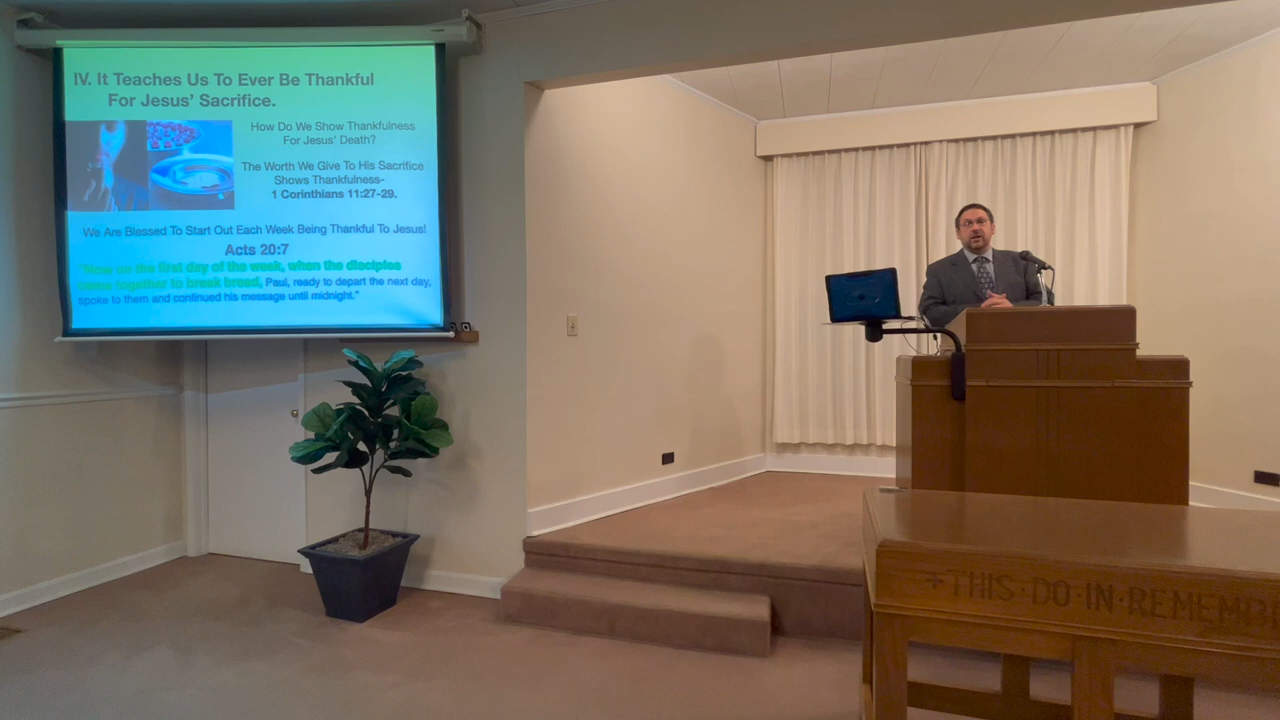 IV. It Teaches Us To Ever Be Thankful
For Jesus' Sacrifice.
How Do We Show Thankfulness
For Jesus' Death?
The Worth We Give To His Sacrifice
Shows Thankfulness-
1 Corinthians 11:27-29.
We Are Blessed To Start Out Each Week Being Thankful To Jesus!
Acts 20:7
"Now on the first day of the week, when the disciples
came together to break bread, Paul, ready to depart the next day,
spoke to them and continued his message until midnight."
+THIS·DO·IN·REMEMBR